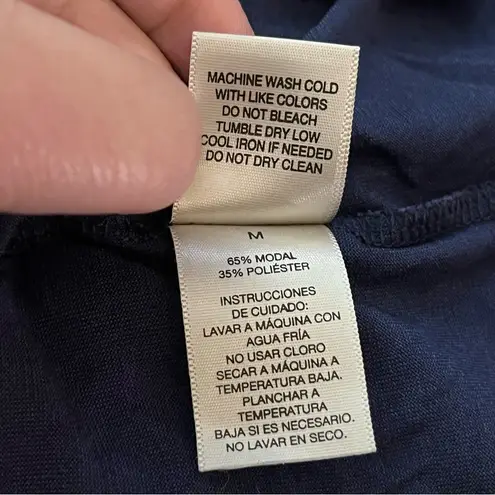 MACHINE WASH COLD
WITH LIKE COLORS
DO NOT BLEACH
TUMBLE DRY LOW
COOL IRON IF NEEDED
DO NOT DRY CLEAN
M
65% MODAL
35% POLIÉSTER
INSTRUCCIONES
DE CUIDADO:
LAVAR A MÁQUINA CON
AGUA FRÍA
NO USAR CLORO
SECAR A MÁQUINA A
TEMPERATURA BAJA.
PLANCHAR A
TEMPERATURA
BAJA SI ES NECESARIO.
NO LAVAR EN SECO.